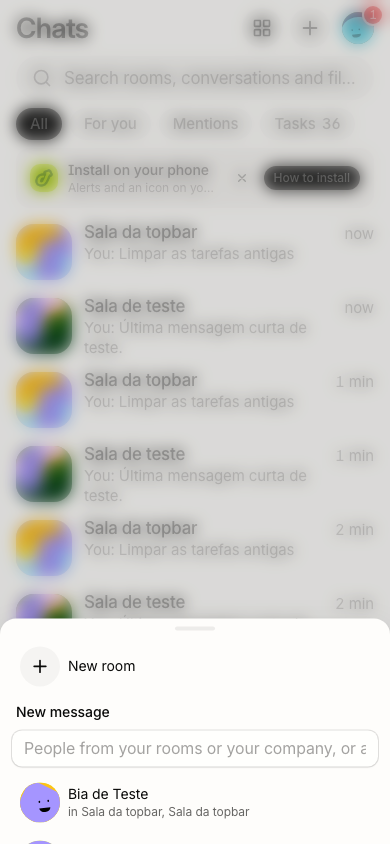 Chats
1
Search rooms, conversations and fil...
All
For you
Mentions
Tasks 36
Install on your phone
Alerts and an icon on yo...
How to install
Sala da topbar
now
You: Limpar as tarefas antigas
Sala de teste
now
You: Última mensagem curta de
teste.
Sala da topbar
1 min
You: Limpar as tarefas antigas
Sala de teste
1 min
You: Última mensagem curta de
teste.
Sala da topbar
2 min
You: Limpar as tarefas antigas
Sala de teste
2 min
New room
New message
People from your rooms or your company, or a
Bia de Teste
in Sala da topbar, Sala da topbar